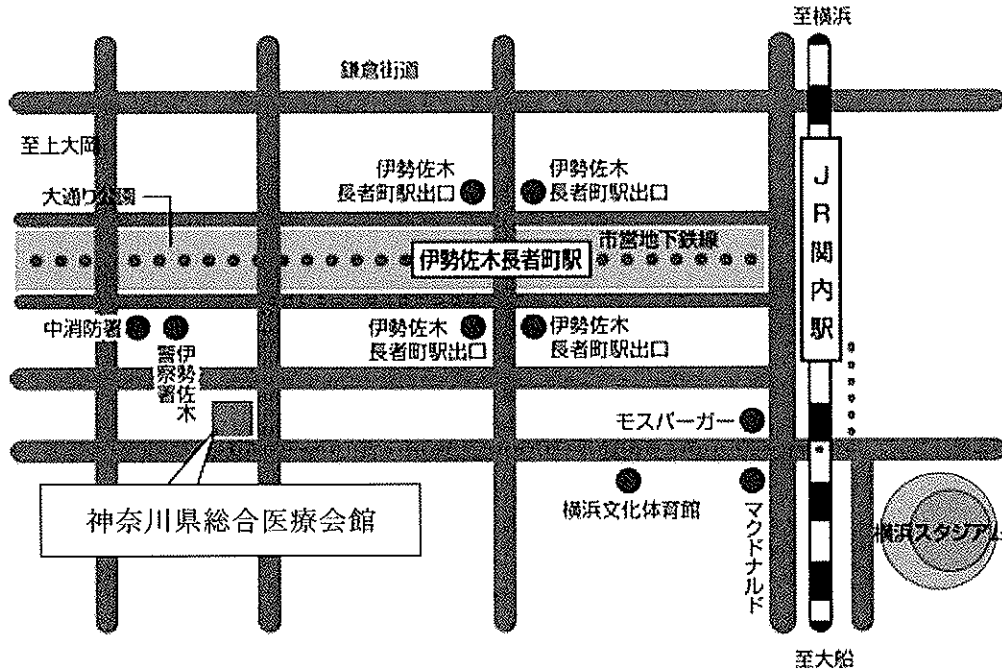 至横浜
鎌倉街道
至上大岡
大通り公園
伊勢佐木
長者町駅出口
伊勢佐木
長者町駅出口
JR関内駅
市営地下鉄線
伊勢佐木長者町駅
中消防署
伊勢佐木
警察署
伊勢佐木
長者町駅出口
伊勢佐木
長者町駅出口
モスバーガー
神奈川県総合医療会館
横浜文化体育館
マクドナルド
横浜スタジアム
至大船